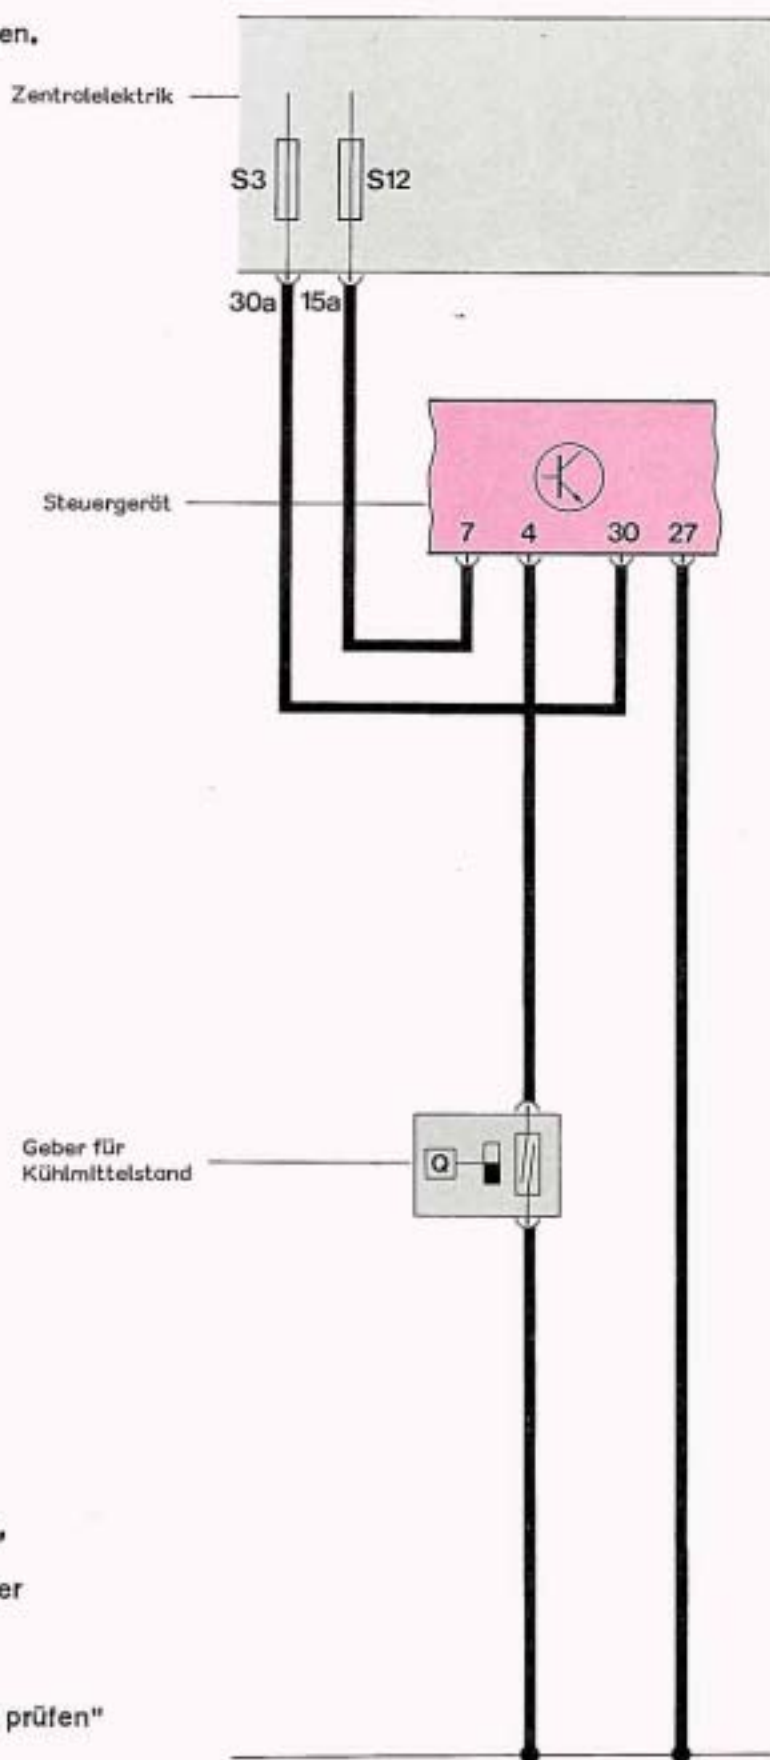 en.
Zentralelektrik
S3 S12
30a 15a
Steuergerät
7 4 30 27
Geber für
Kühlmittelstand
Q
,
er
prüfen"